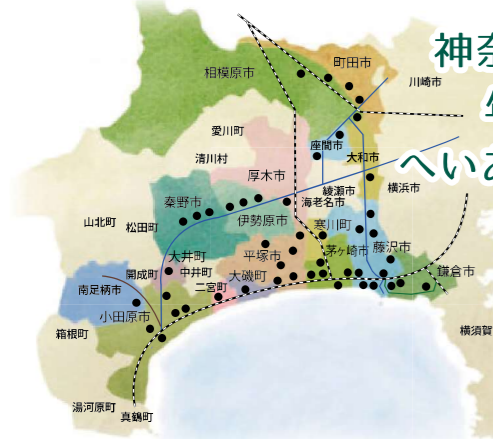 神奈
へいあ
町田市
相模原市
川崎市
愛川町
座間市
大和市
清川村
厚木市
綾瀬市
横浜市
海老名市
秦野市
伊勢原市
寒川町
山北町
松田町
藤沢市
茅ヶ崎市
大井町
平塚市
開成町
中井町
大磯町
鎌倉市
南足柄市
二宮町
小田原市
箱根町
横須賀
湯河原町
真鶴町